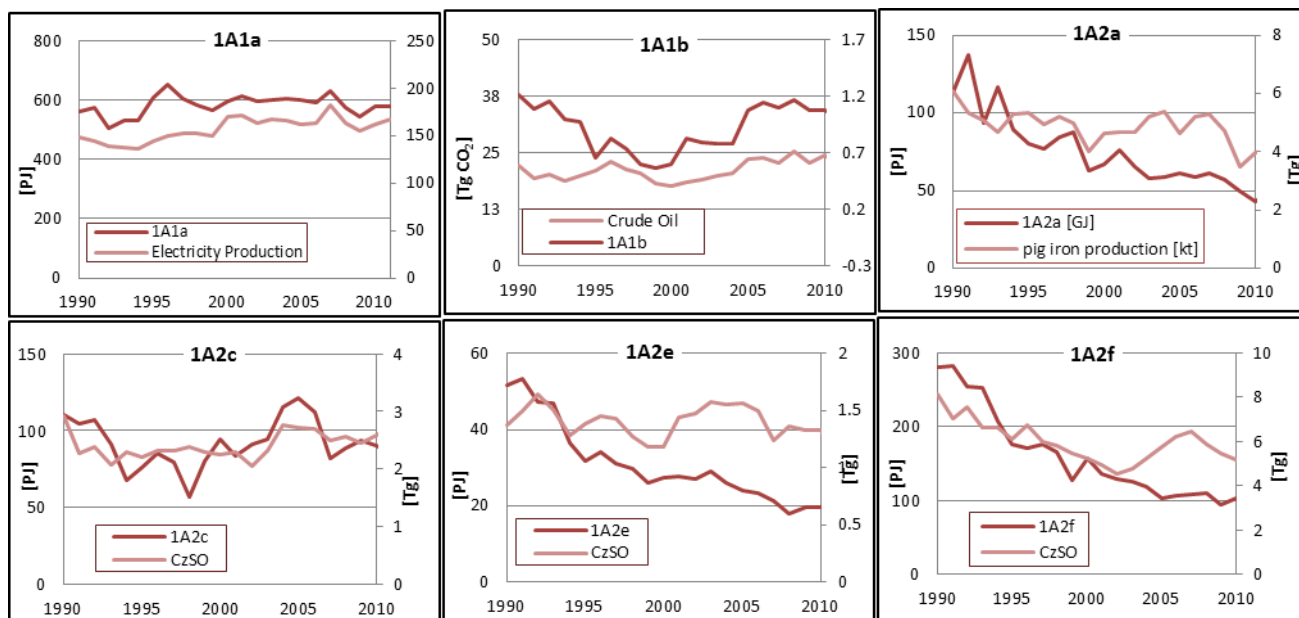 1A1a
800
600
400
200
0
[PJ]
250
200
150
100
50
0
1A1a
Electricity Production
1990 1995 2000 2005 2010
1A1b
50
38
25
13
0
[Tg CO₂]
1.7
1.2
0.7
0.2
-0.3
Crude Oil
1A1b
1990 1995 2000 2005 2010
1A2a
150
100
50
0
[PJ]
8
6
4
2
0
[Tg]
1A2a [GJ]
pig iron production [kt]
1990 1995 2000 2005 2010
1A2c
150
100
50
0
[PJ]
4
3
2
1
0
[Tg]
1A2c
CzSO
1990 1995 2000 2005 2010
1A2e
60
40
20
0
[PJ]
2
1.5
1
0.5
0
[Tg]
1A2e
CzSO
1990 1995 2000 2005 2010
1A2f
300
200
100
0
[PJ]
10
8
6
4
2
0
[Tg]
1A2f
CzSO
1990 1995 2000 2005 2010